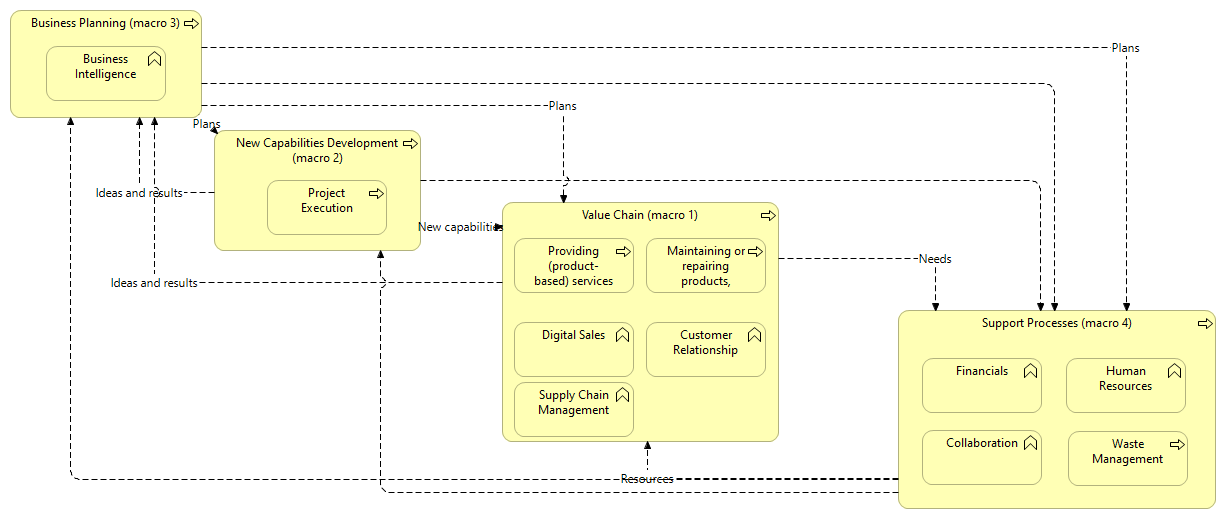 Business Planning (macro 3)
Business
Intelligence
Plans
Plans
Plans
New Capabilities Development
(macro 2)
Project
Execution
Ideas and results
New capabilities
Value Chain (macro 1)
Providing
(product-
based) services
Maintaining or
repairing
products,
Needs
Ideas and results
Digital Sales
Customer
Relationship
Supply Chain
Management
Support Processes (macro 4)
Financials
Human
Resources
Collaboration
Waste
Management
Resources